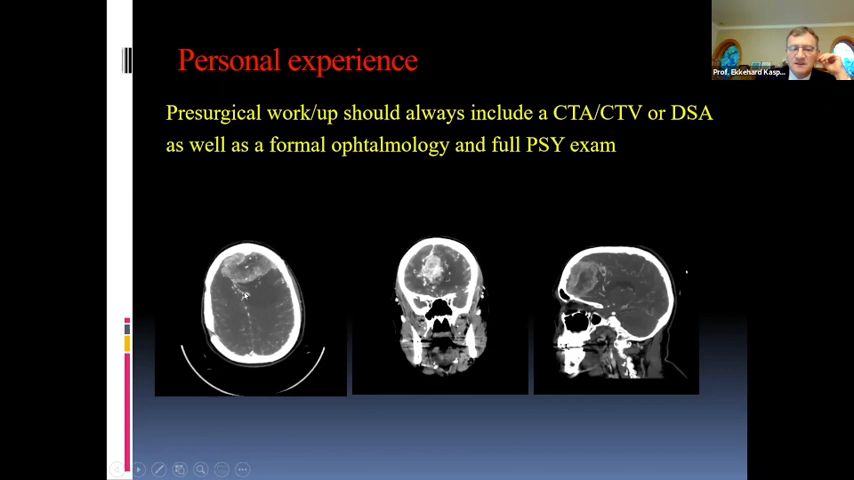 Personal experience
Prof. Ekkehard Kasp...
Presurgical work/up should always include a CTA/CTV or DSA
as well as a formal ophtalmology and full PSY exam